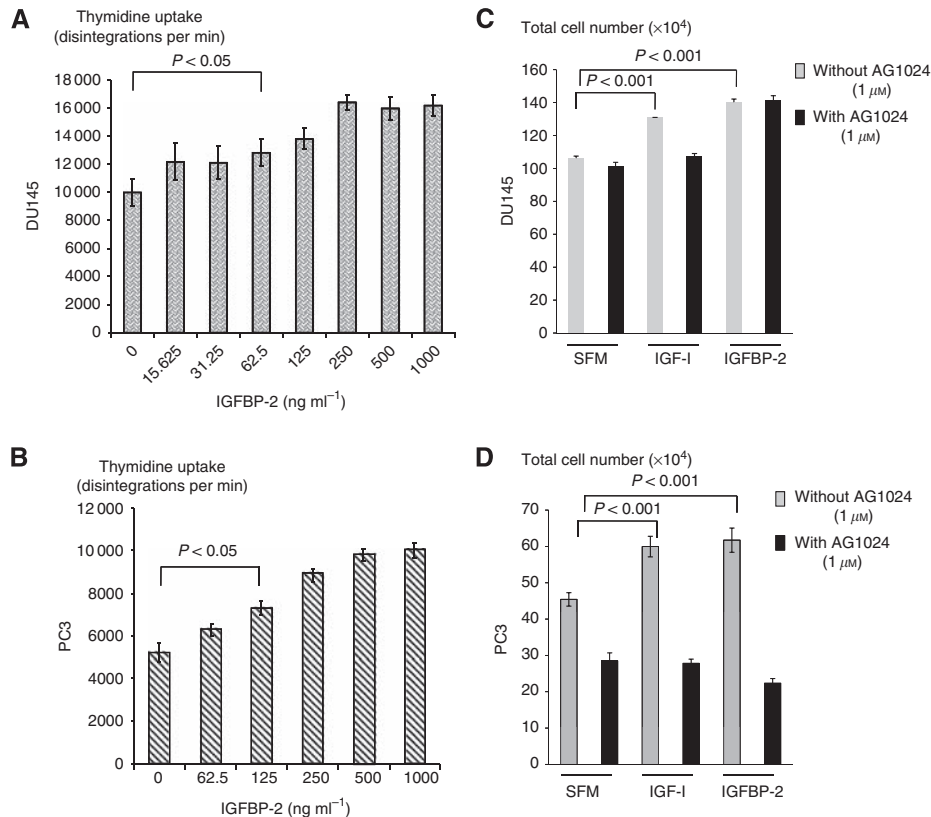 A
Thymidine uptake
(disintegrations per min)
P < 0.05
18 000
16 000
14 000
12 000
10 000
8000
6000
4000
2000
0
DU145
0
15.625
31.25
62.5
125
250
500
1000
IGFBP-2 (ng ml⁻¹)
B
Thymidine uptake
(disintegrations per min)
P < 0.05
12 000
10 000
8000
6000
4000
2000
0
PC3
0
62.5
125
250
500
1000
IGFBP-2 (ng ml⁻¹)
C
Total cell number (×10⁴)
P < 0.001
P < 0.001
Without AG1024
(1 μM)
With AG1024
(1 μM)
160
140
120
100
80
60
40
20
0
DU145
SFM
IGF-I
IGFBP-2
D
Total cell number (×10⁴)
P < 0.001
P < 0.001
Without AG1024
(1 μM)
With AG1024
(1 μM)
70
60
50
40
30
20
10
0
PC3
SFM
IGF-I
IGFBP-2